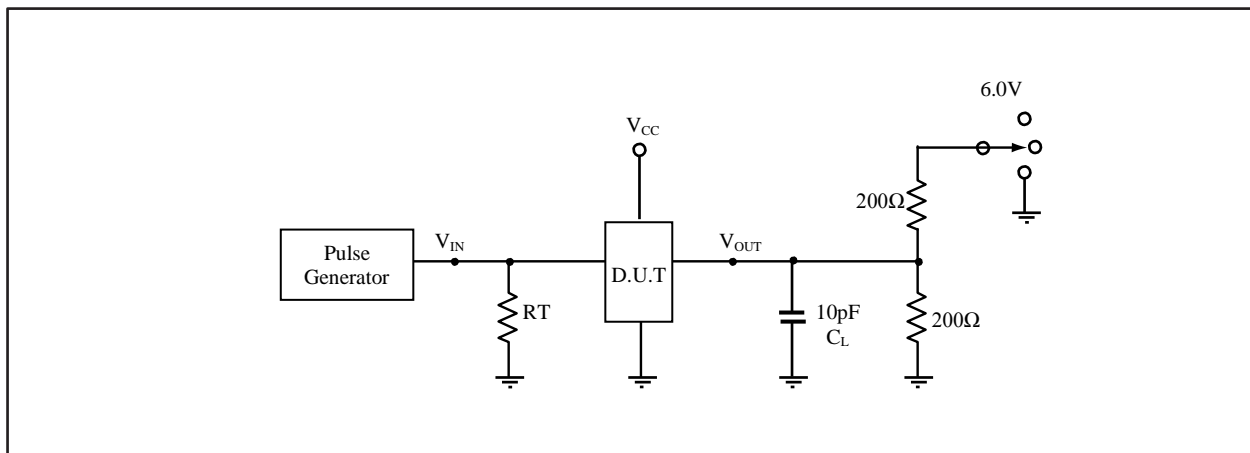 6.0V
V_CC
200Ω
Pulse
Generator
V_IN
D.U.T
V_OUT
RT
10pF
C_L
200Ω